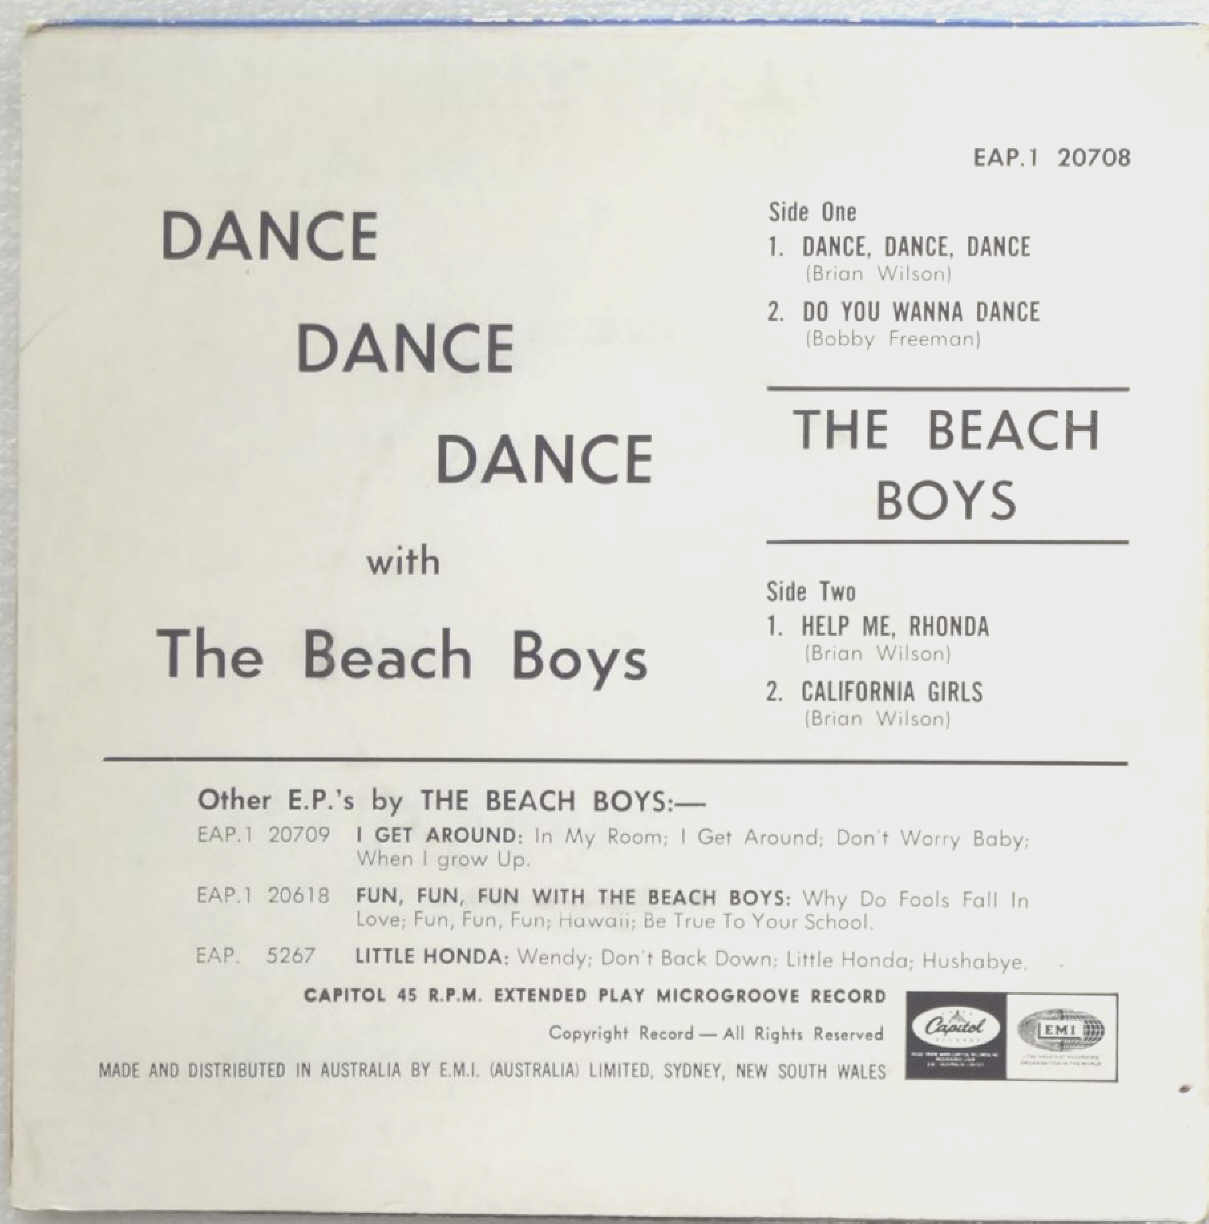 EAP.1 20708
DANCE
DANCE
DANCE
with
The Beach Boys
Side One
1. DANCE, DANCE, DANCE
(Brian Wilson)
2. DO YOU WANNA DANCE
(Bobby Freeman)
THE BEACH
BOYS
Side Two
1. HELP ME, RHONDA
(Brian Wilson)
2. CALIFORNIA GIRLS
(Brian Wilson)
Other E.P.'s by THE BEACH BOYS:—
EAP.1 20709 I GET AROUND: In My Room; I Get Around; Don't Worry Baby;
When I grow Up.
EAP.1 20618 FUN, FUN, FUN WITH THE BEACH BOYS: Why Do Fools Fall In
Love; Fun, Fun, Fun; Hawaii; Be True To Your School.
EAP. 5267 LITTLE HONDA: Wendy; Don't Back Down; Little Honda; Hushabye.
CAPITOL 45 R.P.M. EXTENDED PLAY MICROGROOVE RECORD
Copyright Record — All Rights Reserved
MADE AND DISTRIBUTED IN AUSTRALIA BY E.M.I. (AUSTRALIA) LIMITED, SYDNEY, NEW SOUTH WALES
Capitol
EMI